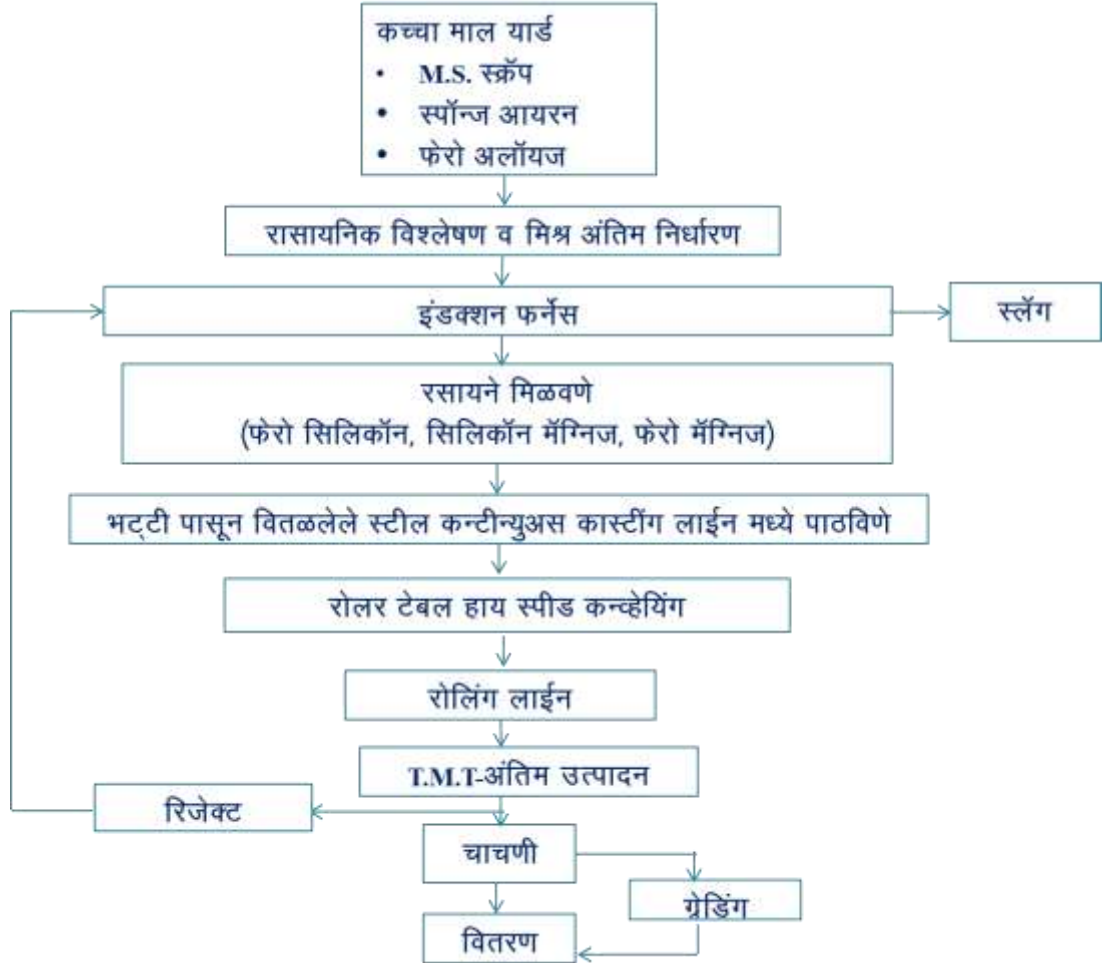 कच्चा माल यार्ड
• M.S. स्क्रॅप
• स्पॉन्ज आयरन
• फेरो अलॉयज
रासायनिक विश्लेषण व मिश्र अंतिम निर्धारण
इंडक्शन फर्नेस
स्लॅग
रसायने मिळवणे
(फेरो सिलिकॉन, सिलिकॉन मॅग्निज, फेरो मॅग्निज)
भट्टी पासून वितळलेले स्टील कन्टीन्युअस कास्टींग लाईन मध्ये पाठविणे
रोलर टेबल हाय स्पीड कन्व्हेयिंग
रोलिंग लाईन
T.M.T-अंतिम उत्पादन
रिजेक्ट
चाचणी
ग्रेडिंग
वितरण